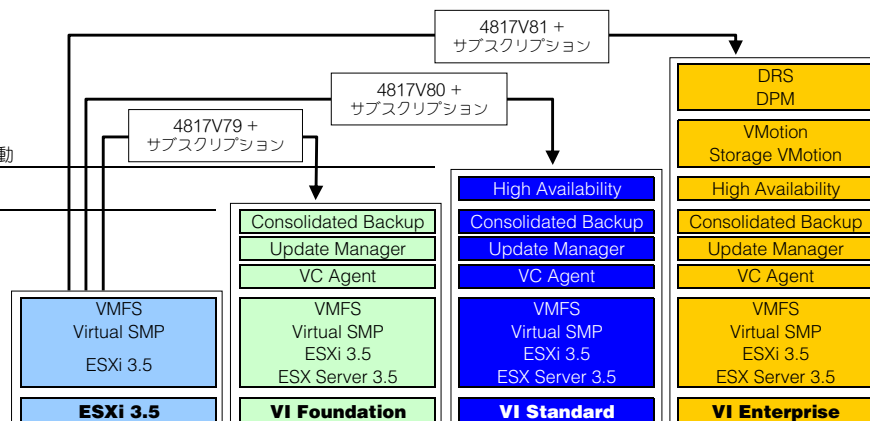 4817V81 +
サブスクリプション
4817V80 +
サブスクリプション
4817V79 +
サブスクリプション
動
ESXi 3.5
VMFS
Virtual SMP
ESXi 3.5
VI Foundation
Consolidated Backup
Update Manager
VC Agent
VMFS
Virtual SMP
ESXi 3.5
ESX Server 3.5
VI Standard
High Availability
Consolidated Backup
Update Manager
VC Agent
VMFS
Virtual SMP
ESXi 3.5
ESX Server 3.5
VI Enterprise
DRS
DPM
VMotion
Storage VMotion
High Availability
Consolidated Backup
Update Manager
VC Agent
VMFS
Virtual SMP
ESXi 3.5
ESX Server 3.5